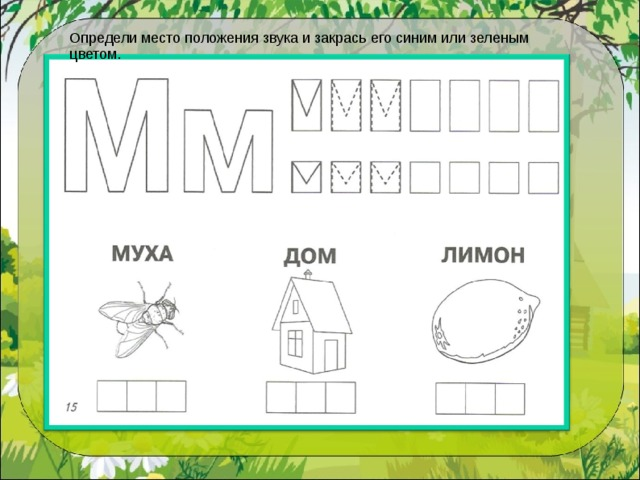 Определи место положения звука и закрась его синим или зеленым
цветом.
Мм
МУХА ДОМ ЛИМОН
15